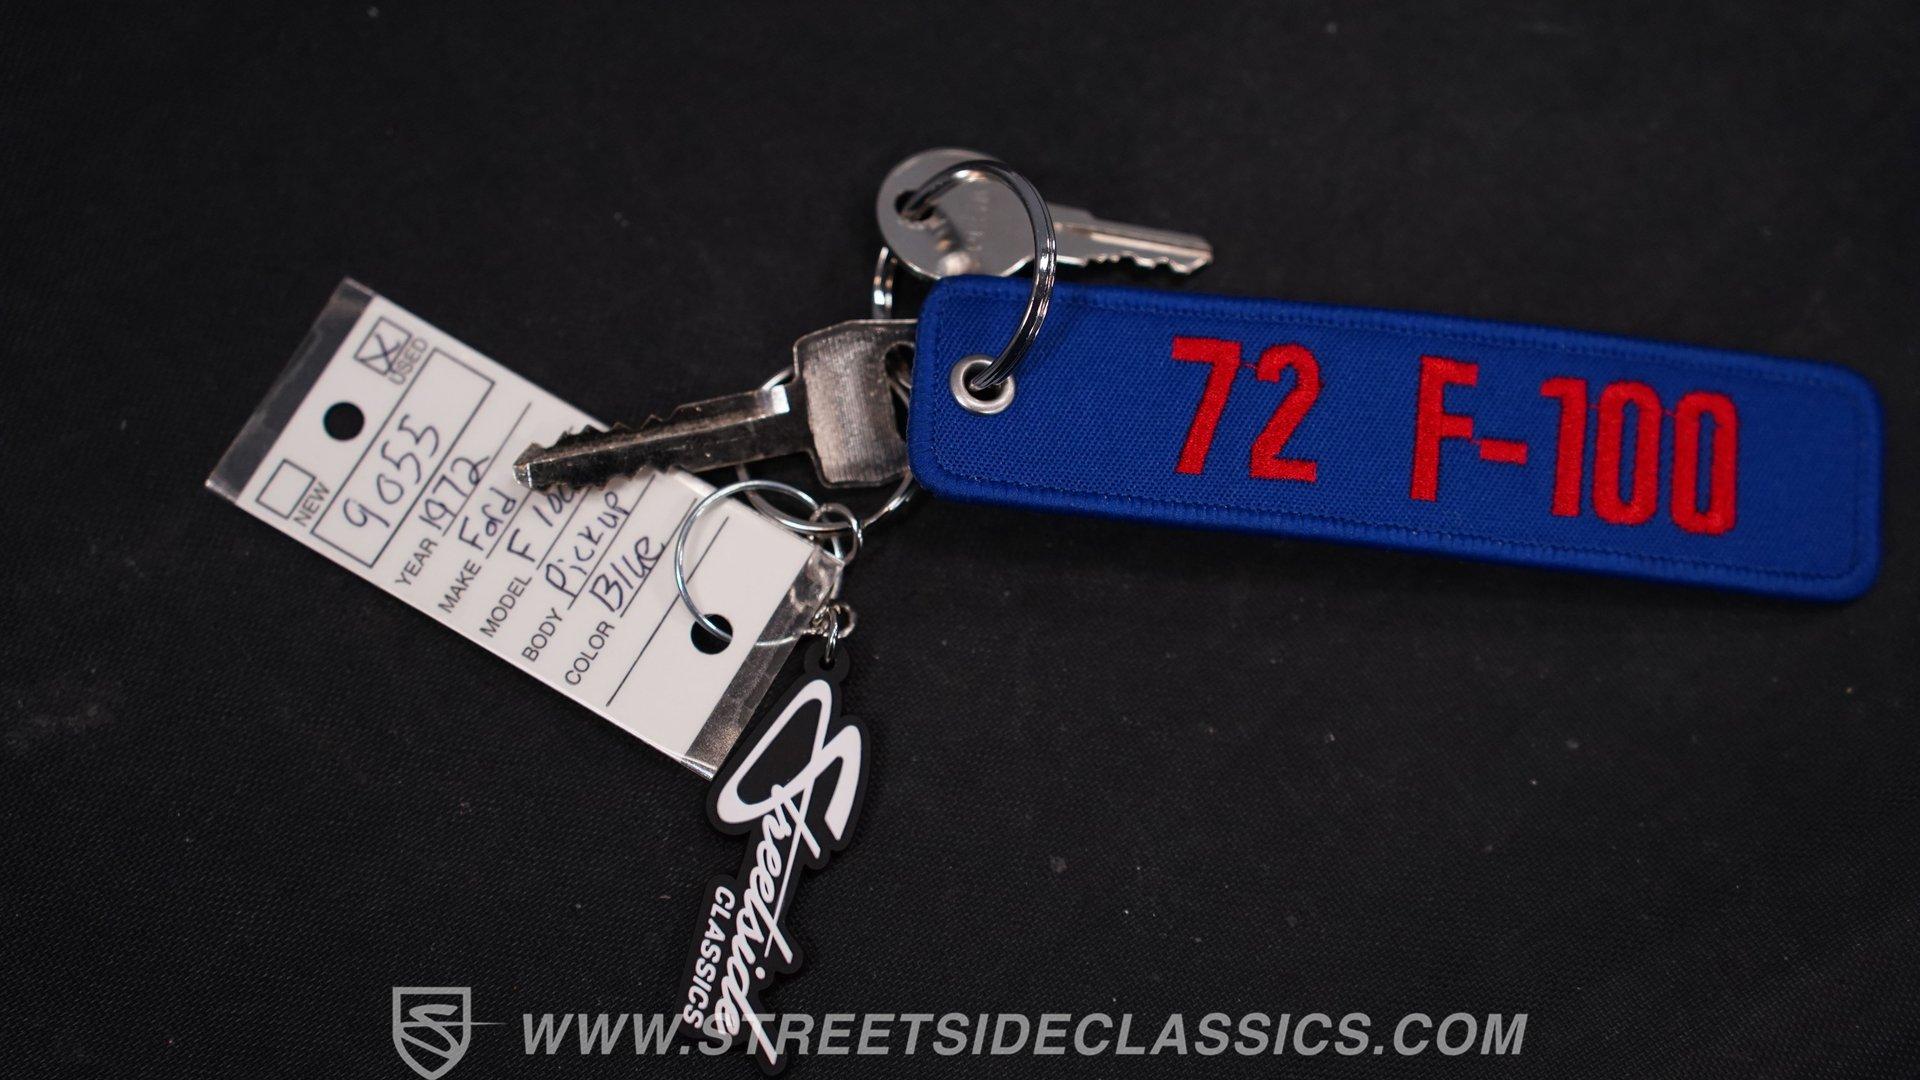 USED
NEW
9055
YEAR 1972
MAKE Ford
MODEL F 100
BODY Pickup
COLOR Blue
72 F-100
Streetside
CLASSICS
WWW.STREETSIDECLASSICS.COM